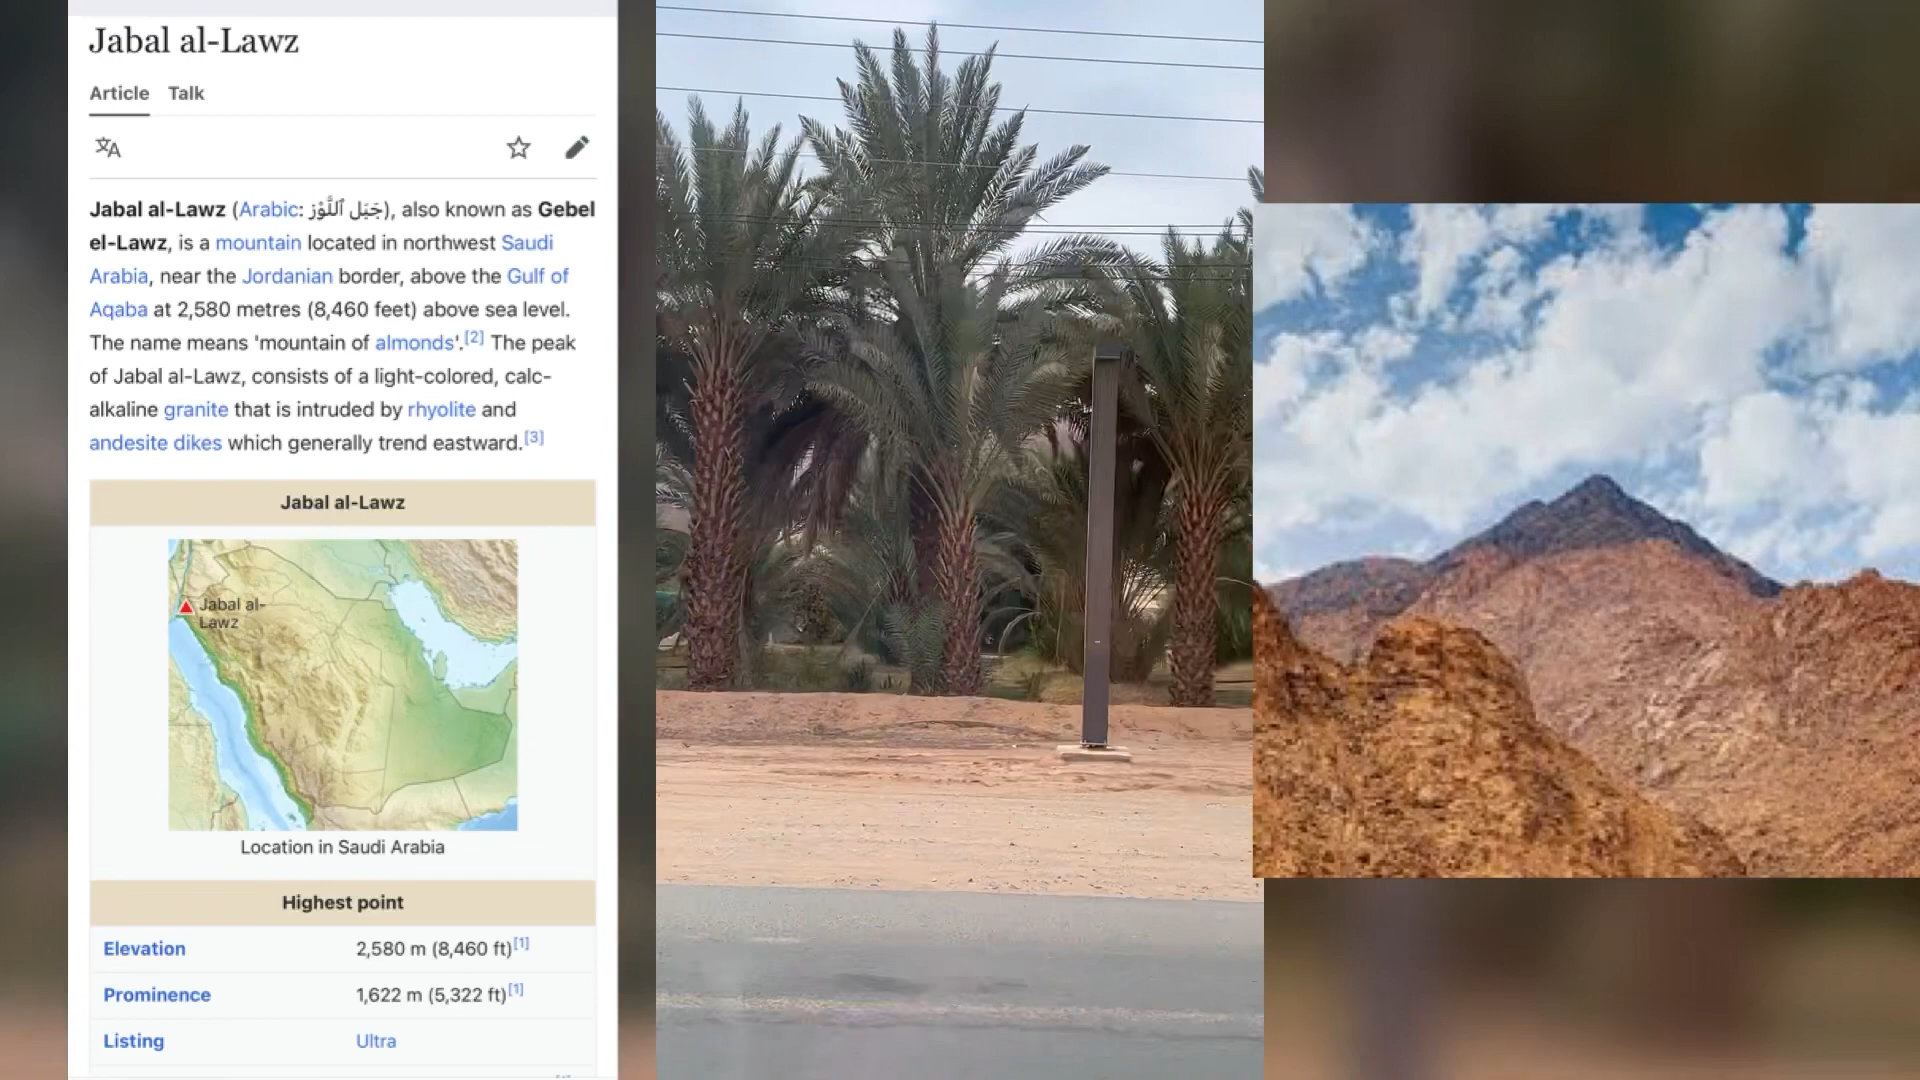 Jabal al-Lawz
Article Talk
Jabal al-Lawz (Arabic: جَبَل ٱللَّوْز), also known as Gebel
el-Lawz, is a mountain located in northwest Saudi
Arabia, near the Jordanian border, above the Gulf of
Aqaba at 2,580 metres (8,460 feet) above sea level.
The name means 'mountain of almonds'.[2] The peak
of Jabal al-Lawz, consists of a light-colored, calc-
alkaline granite that is intruded by rhyolite and
andesite dikes which generally trend eastward.[3]
Jabal al-Lawz
Jabal al-
Lawz
Location in Saudi Arabia
Highest point
Elevation 2,580 m (8,460 ft)[1]
Prominence 1,622 m (5,322 ft)[1]
Listing Ultra